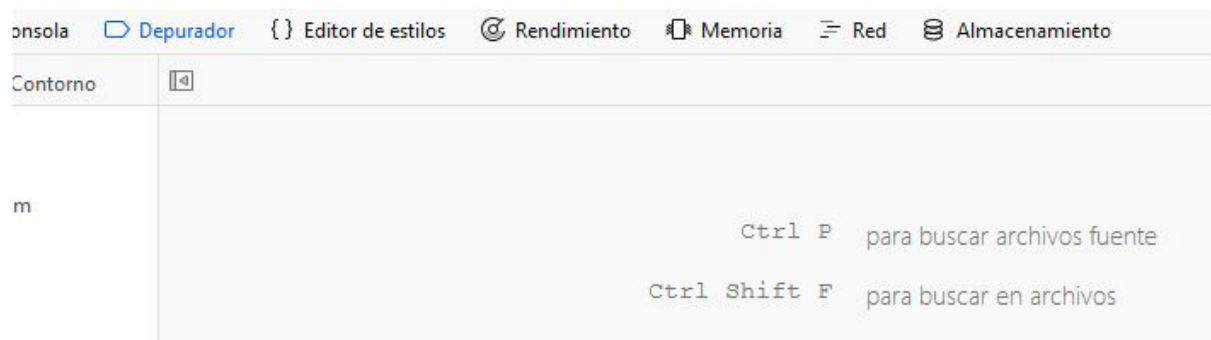 onsola Depurador { } Editor de estilos Rendimiento Memoria Red Almacenamiento
Contorno
m
Ctrl P para buscar archivos fuente
Ctrl Shift F para buscar en archivos